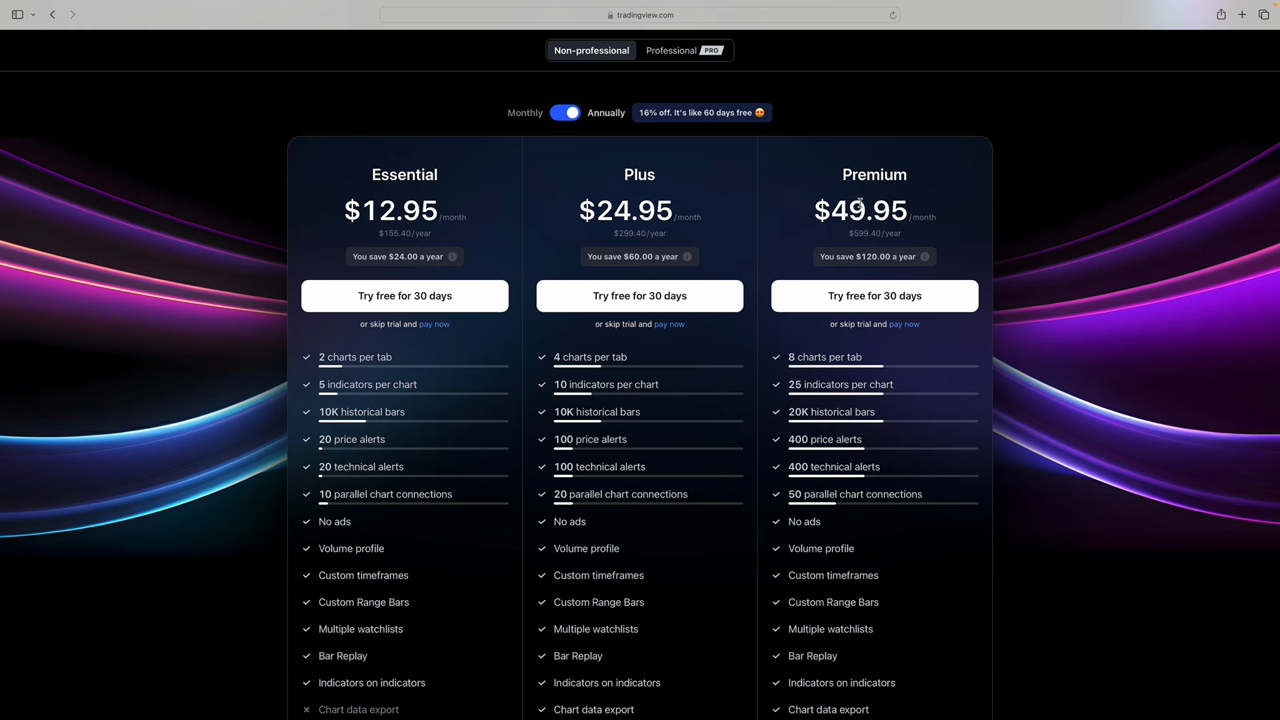 tradingview.com
Non-professional Professional PRO
Monthly Annually 16% off. It's like 60 days free
Essential
$12.95 /month
$155.40/year
You save $24.00 a year
Try free for 30 days
or skip trial and pay now
2 charts per tab
5 indicators per chart
10K historical bars
20 price alerts
20 technical alerts
10 parallel chart connections
No ads
Volume profile
Custom timeframes
Custom Range Bars
Multiple watchlists
Bar Replay
Indicators on indicators
Chart data export
Plus
$24.95 /month
$299.40/year
You save $60.00 a year
Try free for 30 days
or skip trial and pay now
4 charts per tab
10 indicators per chart
10K historical bars
100 price alerts
100 technical alerts
20 parallel chart connections
No ads
Volume profile
Custom timeframes
Custom Range Bars
Multiple watchlists
Bar Replay
Indicators on indicators
Chart data export
Premium
$49.95 /month
$599.40/year
You save $120.00 a year
Try free for 30 days
or skip trial and pay now
8 charts per tab
25 indicators per chart
20K historical bars
400 price alerts
400 technical alerts
50 parallel chart connections
No ads
Volume profile
Custom timeframes
Custom Range Bars
Multiple watchlists
Bar Replay
Indicators on indicators
Chart data export